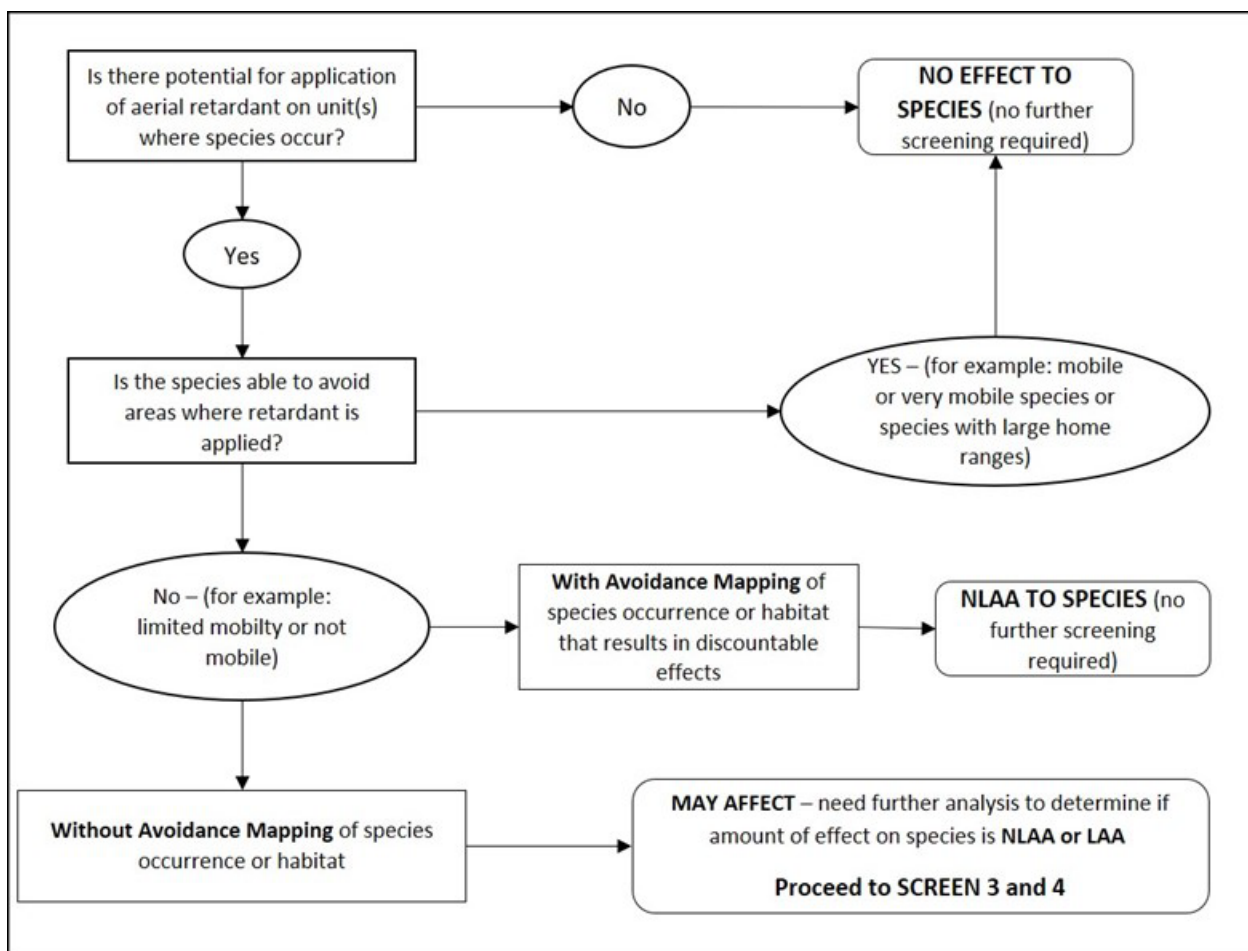 Is there potential for application
of aerial retardant on unit(s)
where species occur?
No
NO EFFECT TO
SPECIES (no further
screening required)
Yes
Is the species able to avoid
areas where retardant is
applied?
YES – (for example: mobile
or very mobile species or
species with large home
ranges)
No – (for example:
limited mobilty or not
mobile)
With Avoidance Mapping of
species occurrence or habitat
that results in discountable
effects
NLAA TO SPECIES (no
further screening
required)
Without Avoidance Mapping of species
occurrence or habitat
MAY AFFECT – need further analysis to determine if
amount of effect on species is NLAA or LAA
Proceed to SCREEN 3 and 4